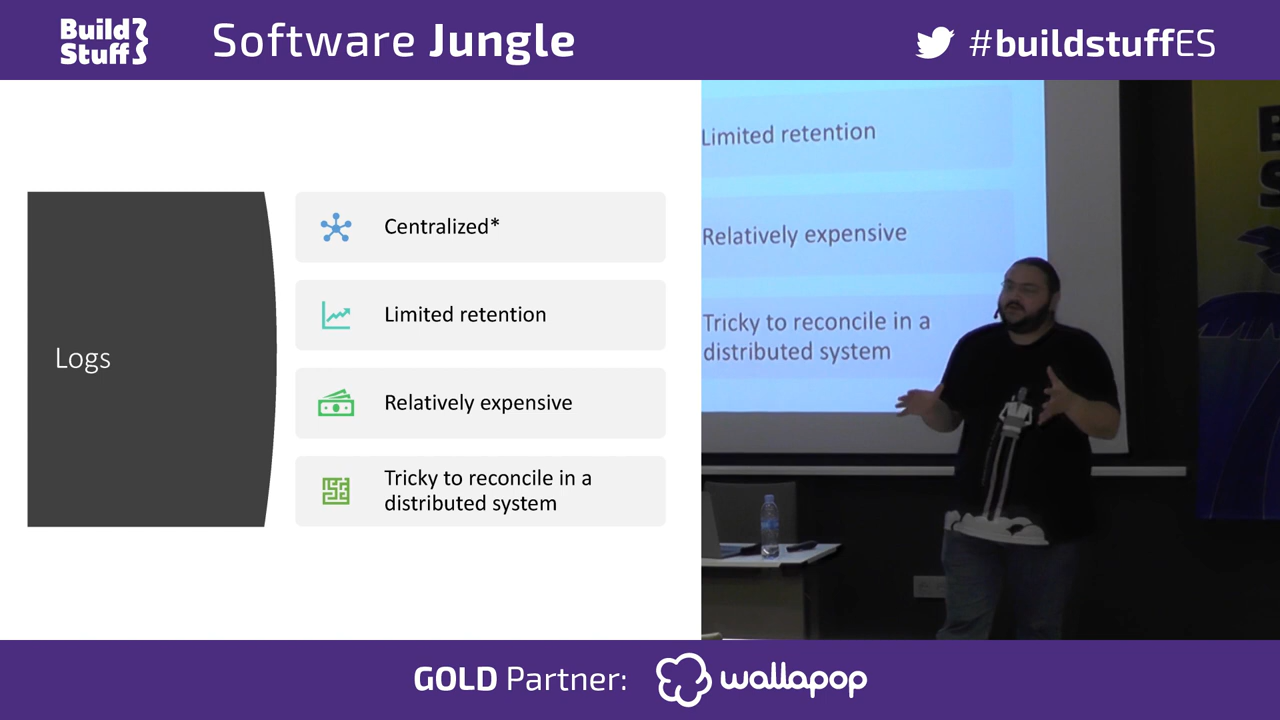 Build
Stuff
Software Jungle
#buildstuffES
Logs
Centralized*
Limited retention
Relatively expensive
Tricky to reconcile in a
distributed system
Limited retention
Relatively expensive
Tricky to reconcile in a
distributed system
B
S
GOLD Partner:
wallapop